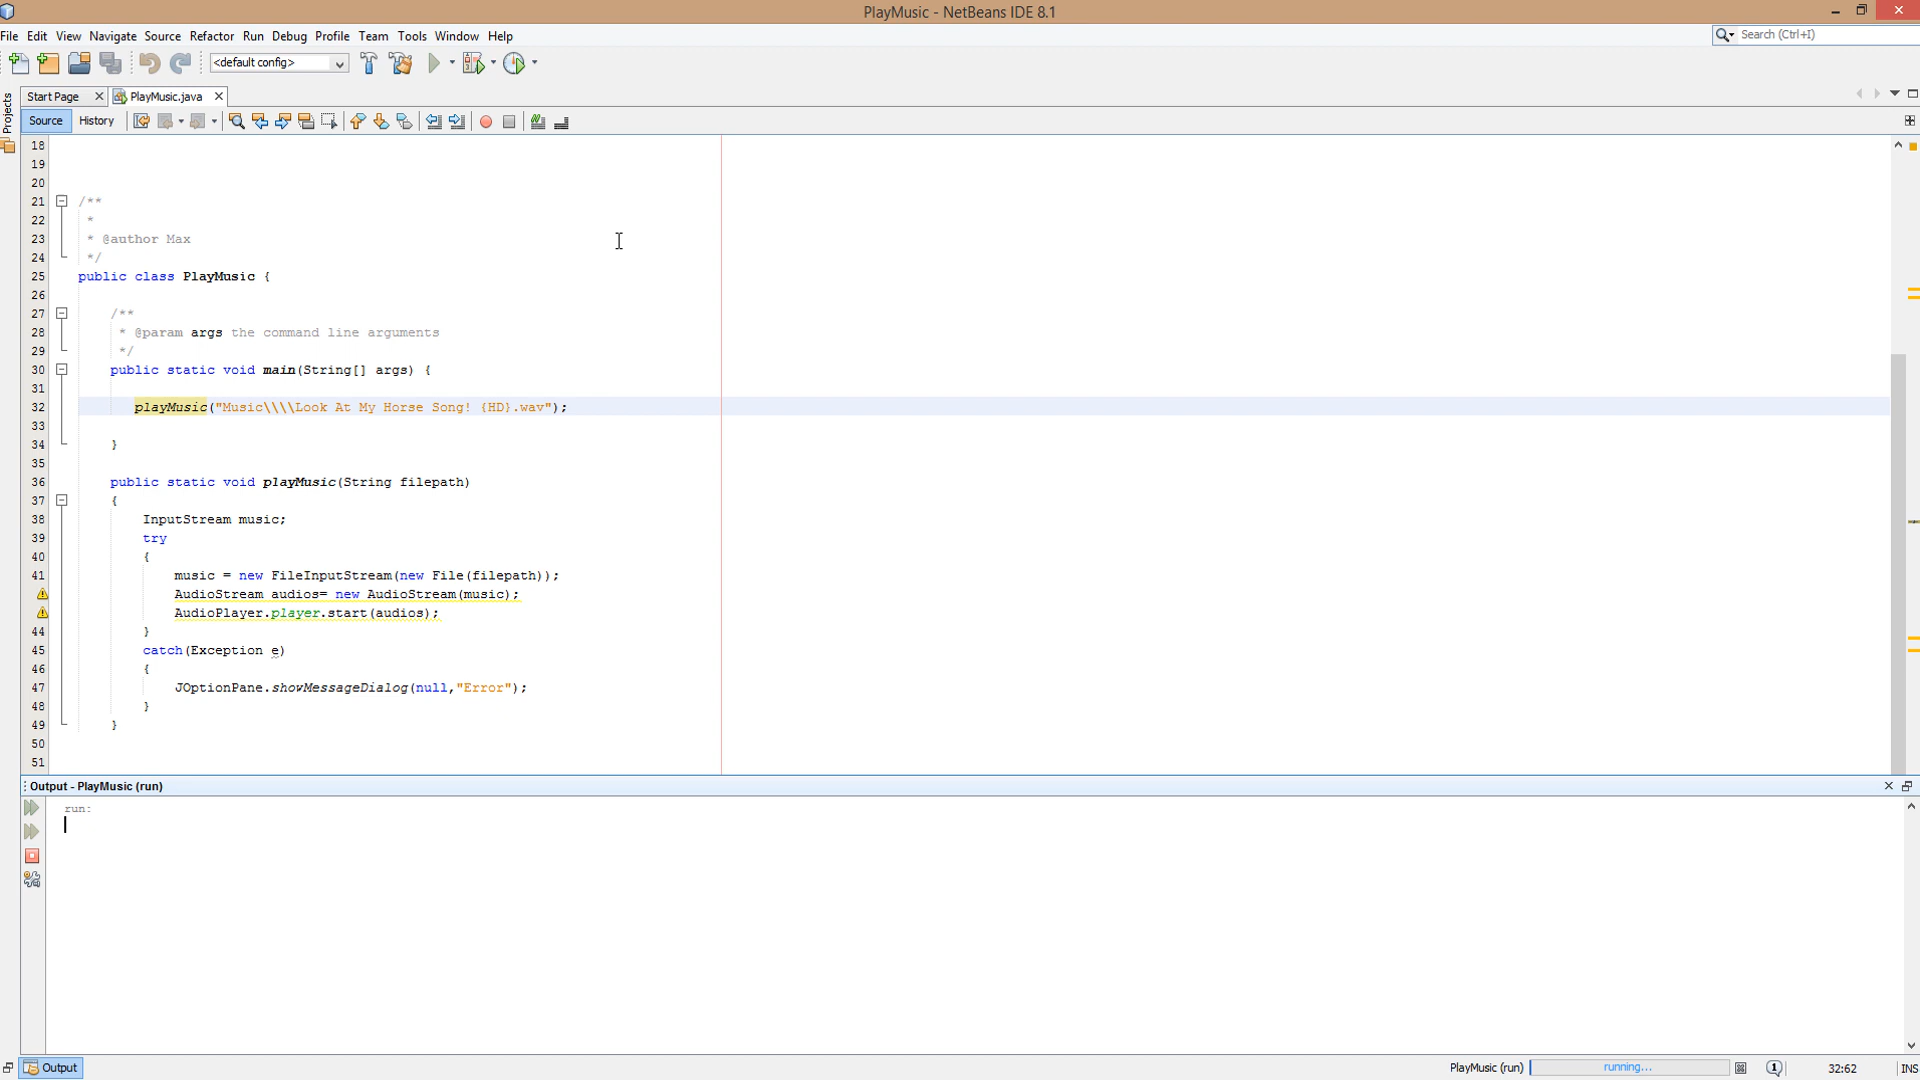 PlayMusic - NetBeans IDE 8.1
File Edit View Navigate Source Refactor Run Debug Profile Team Tools Window Help
Search (Ctrl+I)
<default config>
Projects
Start Page
PlayMusic.java
Source History
18
19
20
21 /**
22 *
23 * @author Max
24 */
25 public class PlayMusic {
26
27 /**
28 * @param args the command line arguments
29 */
30 public static void main(String[] args) {
31
32 playMusic("Music\\\\Look At My Horse Song! {HD}.wav");
33
34 }
35
36 public static void playMusic(String filepath)
37 {
38 InputStream music;
39 try
40 {
41 music = new FileInputStream(new File(filepath));
AudioStream audios= new AudioStream(music);
AudioPlayer.player.start(audios);
44 }
45 catch(Exception e)
46 {
47 JOptionPane.showMessageDialog(null,"Error");
48 }
49 }
50
51
Output - PlayMusic (run)
run:
Output
PlayMusic (run) running... 1 32:62 INS